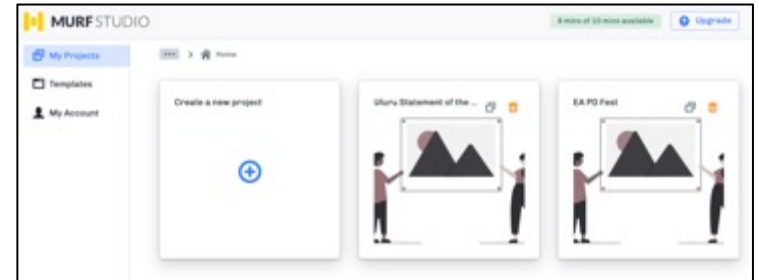 MURF STUDIO
8 mins of 10 mins available
Upgrade
My Projects
Home
Templates
My Account
Create a new project
Uluru Statement of the ...
EA PD Fest